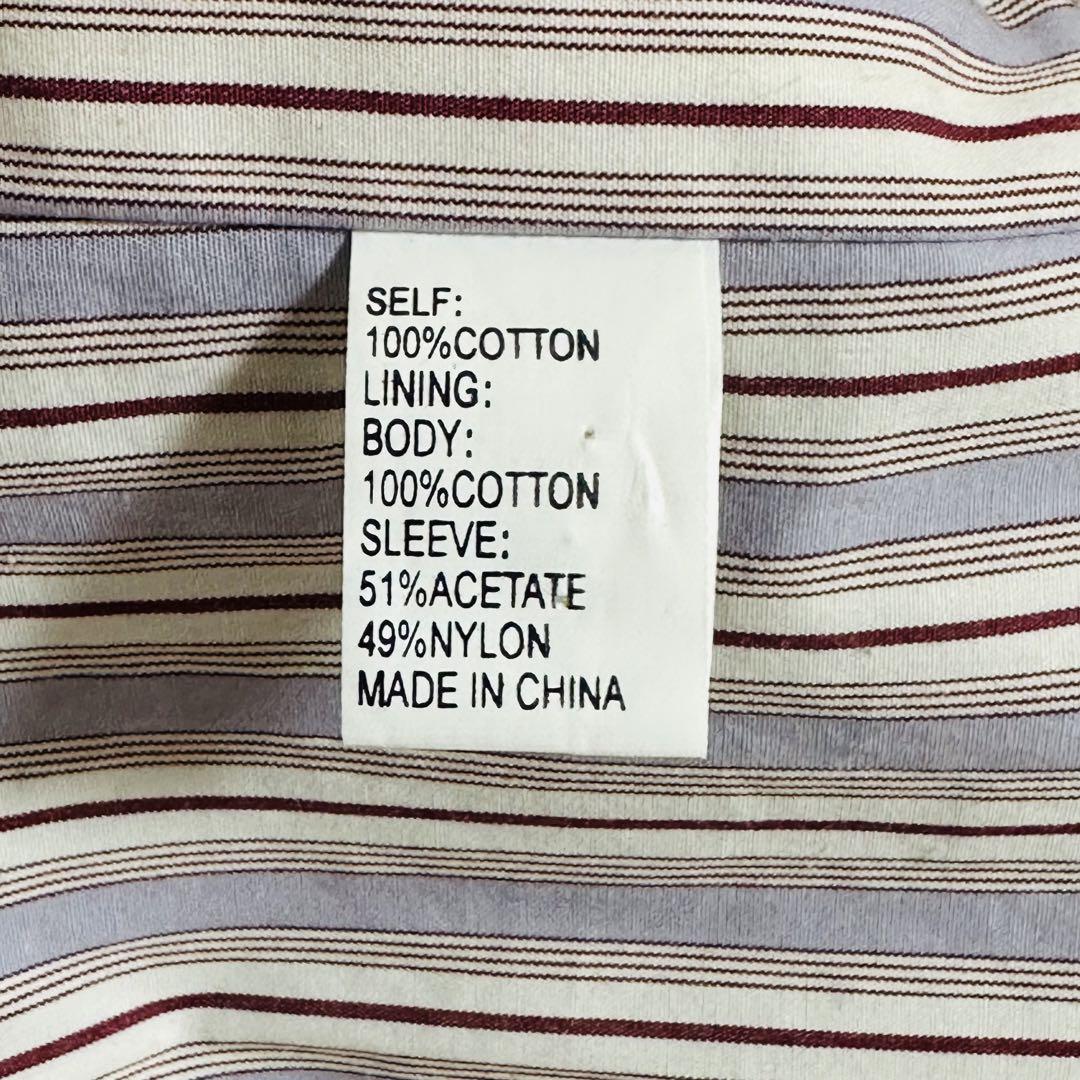 SELF:
100%COTTON
LINING:
BODY:
100%COTTON
SLEEVE:
51%ACETATE
49%NYLON
MADE IN CHINA